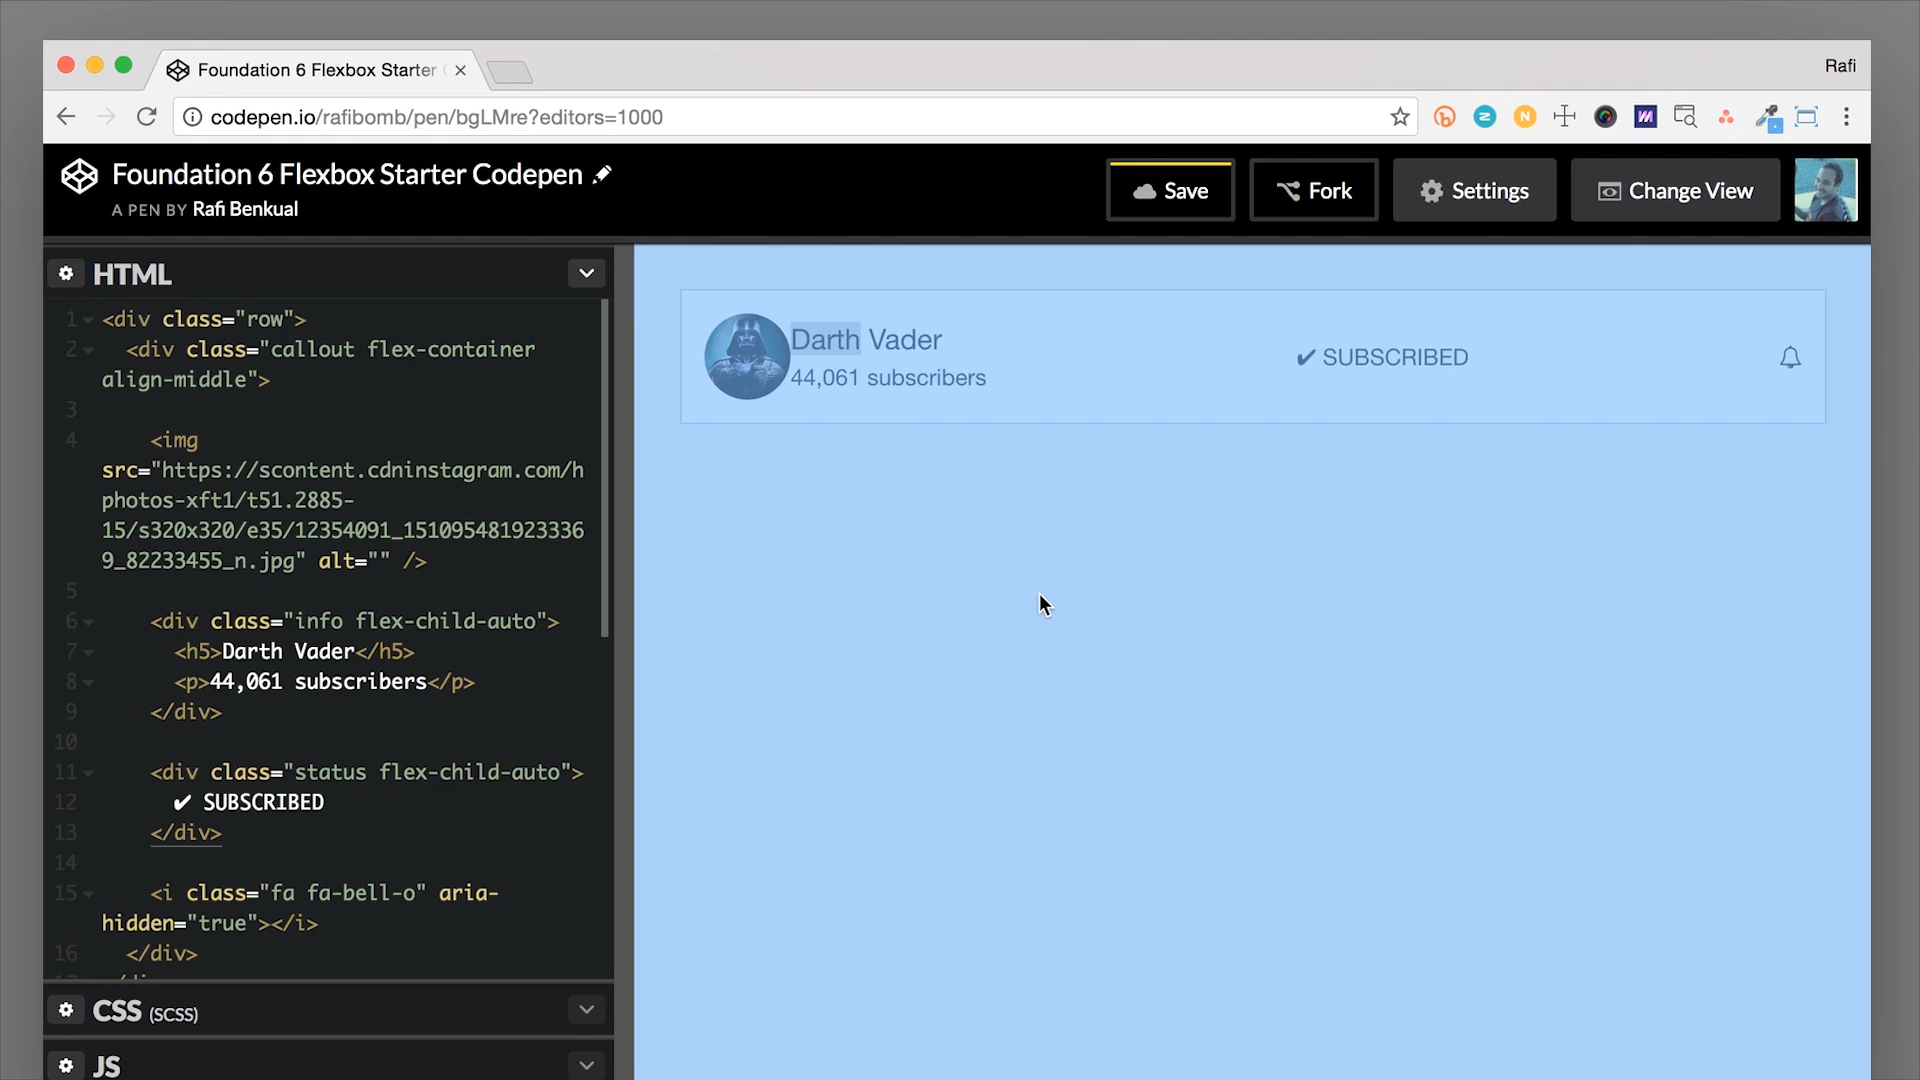 Foundation 6 Flexbox Starter
Rafi
codepen.io/rafibomb/pen/bgLMre?editors=1000
Foundation 6 Flexbox Starter Codepen
A PEN BY Rafi Benkual
Save
Fork
Settings
Change View
HTML
1 <div class="row">
2 <div class="callout flex-container
align-middle">
3
4 <img
src="https://scontent.cdninstagram.com/h
photos-xft1/t51.2885-
15/s320x320/e35/12354091_151095481923336
9_82233455_n.jpg" alt="" />
5
6 <div class="info flex-child-auto">
7 <h5>Darth Vader</h5>
8 <p>44,061 subscribers</p>
9 </div>
10
11 <div class="status flex-child-auto">
12 ✔ SUBSCRIBED
13 </div>
14
15 <i class="fa fa-bell-o" aria-
hidden="true"></i>
16 </div>
CSS (SCSS)
JS
Darth Vader
44,061 subscribers
✔ SUBSCRIBED